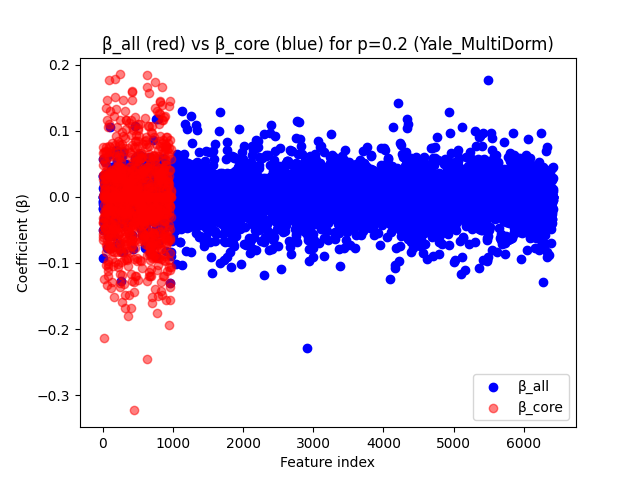 β_all (red) vs β_core (blue) for p=0.2 (Yale_MultiDorm)
0.2
0.1
0.0
−0.1
−0.2
−0.3
Coefficient (β)
0 1000 2000 3000 4000 5000 6000
Feature index
β_all
β_core